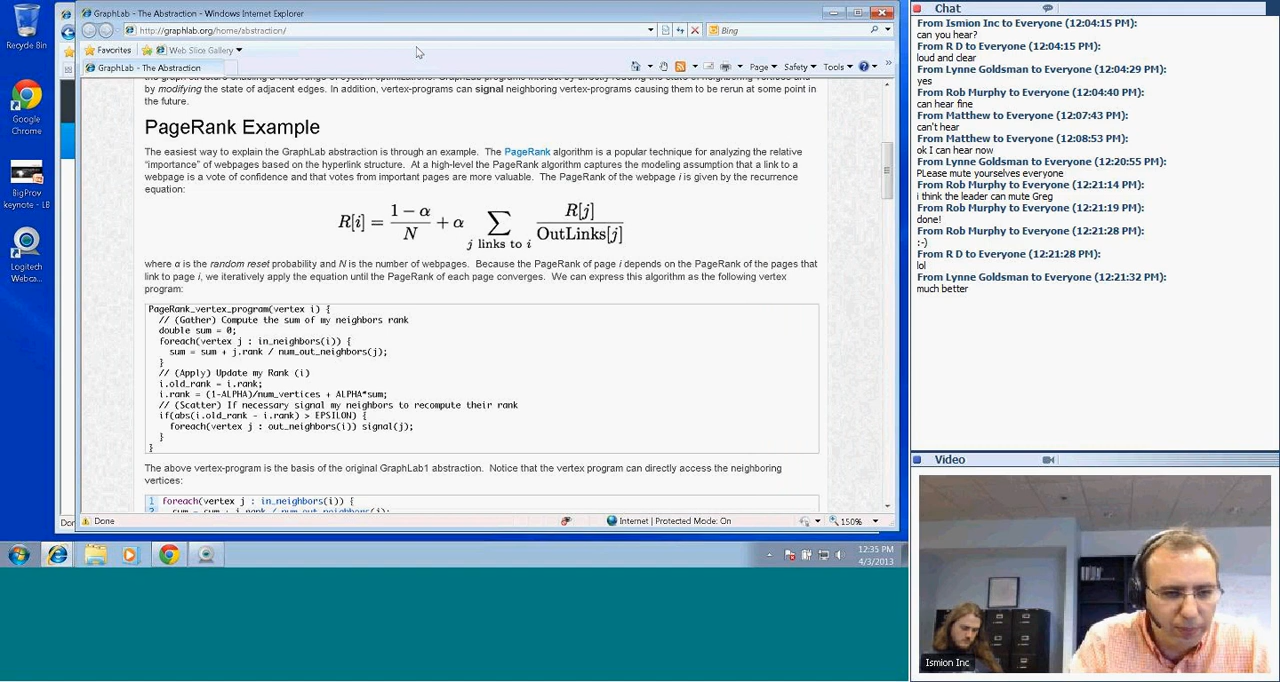 Recycle Bin
Google Chrome
BigProv keynote - LB
Logitech Webca...
GraphLab - The Abstraction - Windows Internet Explorer
http://graphlab.org/home/abstraction/
Bing
Favorites
Web Slice Gallery
GraphLab - The Abstraction
Page
Safety
Tools
by modifying the state of adjacent edges. In addition, vertex-programs can signal neighboring vertex-programs causing them to be rerun at some point in
the future.
PageRank Example
The easiest way to explain the GraphLab abstraction is through an example. The PageRank algorithm is a popular technique for analyzing the relative
"importance" of webpages based on the hyperlink structure. At a high-level the PageRank algorithm captures the modeling assumption that a link to a
webpage is a vote of confidence and that votes from important pages are more valuable. The PageRank of the webpage i is given by the recurrence
equation:
R[i] = 1 − α / N + α ∑ j links to i R[j] / OutLinks[j]
where α is the random reset probability and N is the number of webpages. Because the PageRank of page i depends on the PageRank of the pages that
link to page i, we iteratively apply the equation until the PageRank of each page converges. We can express this algorithm as the following vertex
program:
PageRank_vertex_program(vertex i) {
// (Gather) Compute the sum of my neighbors rank
double sum = 0;
foreach(vertex j : in_neighbors(i)) {
sum = sum + j.rank / num_out_neighbors(j);
}
// (Apply) Update my Rank (i)
i.old_rank = i.rank;
i.rank = (1-ALPHA)/num_vertices + ALPHA*sum;
// (Scatter) If necessary signal my neighbors to recompute their rank
if(abs(i.old_rank - i.rank) > EPSILON) {
foreach(vertex j : out_neighbors(i)) signal(j);
}
}
The above vertex-program is the basis of the original GraphLab1 abstraction. Notice that the vertex program can directly access the neighboring
vertices:
1 foreach(vertex j : in_neighbors(i)) {
Done
Internet | Protected Mode: On
150%
12:35 PM
4/3/2013
Chat
From Ismion Inc to Everyone (12:04:15 PM):
can you hear?
From R D to Everyone (12:04:15 PM):
loud and clear
From Lynne Goldsman to Everyone (12:04:29 PM):
yes
From Rob Murphy to Everyone (12:04:40 PM):
can hear fine
From Matthew to Everyone (12:07:43 PM):
can't hear
From Matthew to Everyone (12:08:53 PM):
ok I can hear now
From Lynne Goldsman to Everyone (12:20:55 PM):
PLease mute yourselves everyone
From Rob Murphy to Everyone (12:21:14 PM):
i think the leader can mute Greg
From Rob Murphy to Everyone (12:21:19 PM):
done!
From Rob Murphy to Everyone (12:21:28 PM):
:-)
From R D to Everyone (12:21:28 PM):
lol
From Lynne Goldsman to Everyone (12:21:32 PM):
much better
Video
Ismion Inc